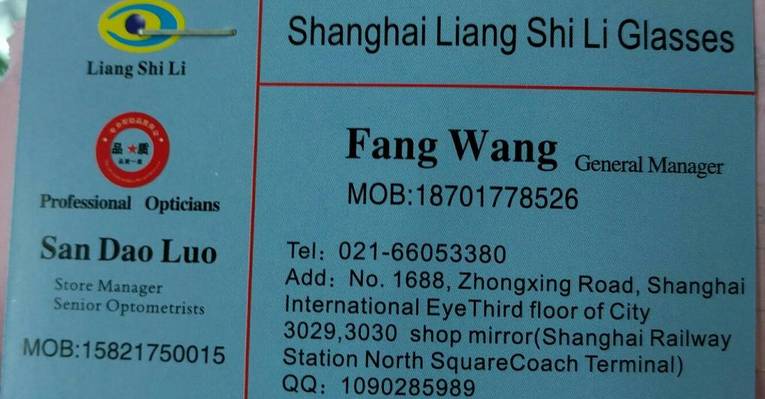 Liang Shi Li
品★质
Professional Opticians
San Dao Luo
Store Manager
Senior Optometrists
MOB:15821750015
Shanghai Liang Shi Li Glasses
Fang Wang General Manager
MOB:18701778526
Tel: 021-66053380
Add: No. 1688, Zhongxing Road, Shanghai
International EyeThird floor of City
3029,3030 shop mirror(Shanghai Railway
Station North SquareCoach Terminal)
QQ: 1090285989